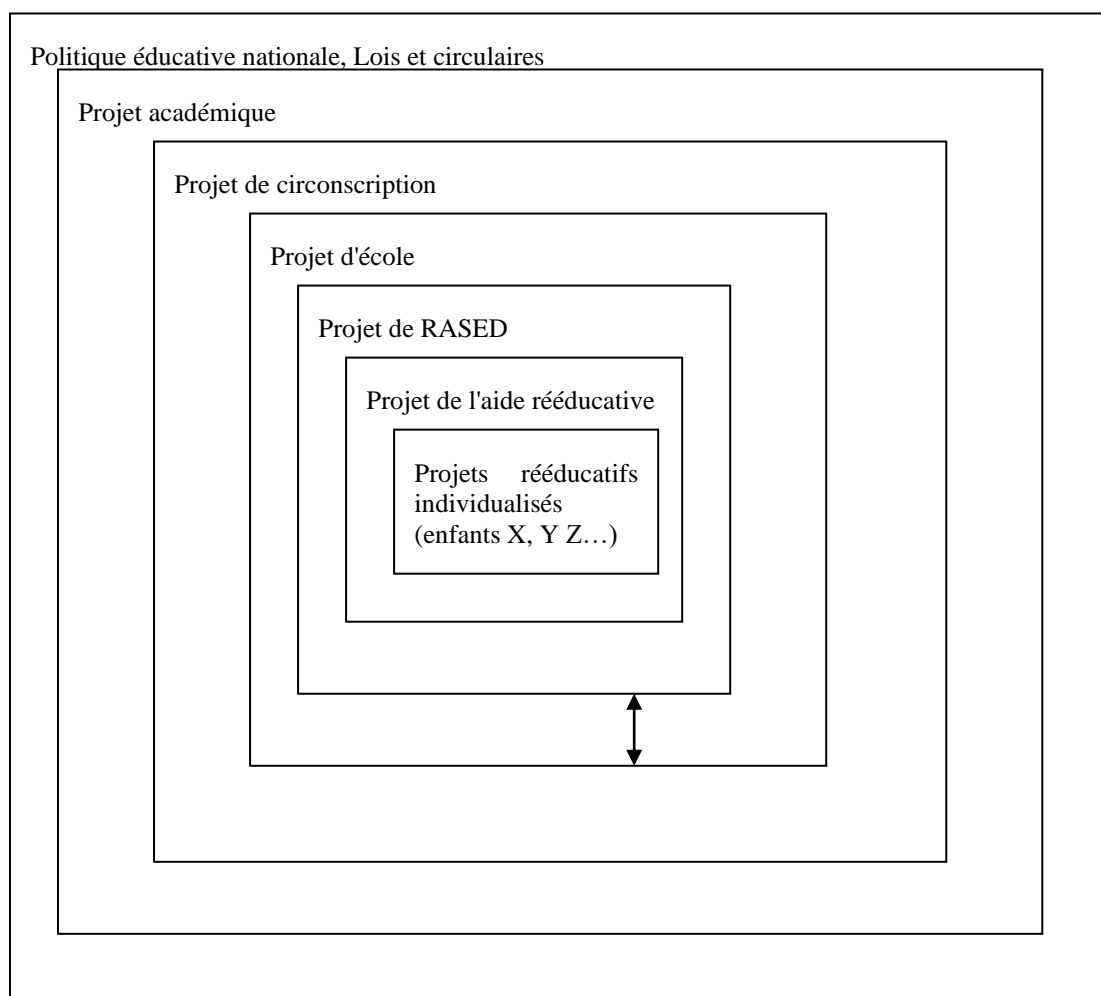 Politique éducative nationale, Lois et circulaires
Projet académique
Projet de circonscription
Projet d'école
Projet de RASED
Projet de l'aide rééducative
Projets rééducatifs
individualisés
(enfants X, Y Z…)